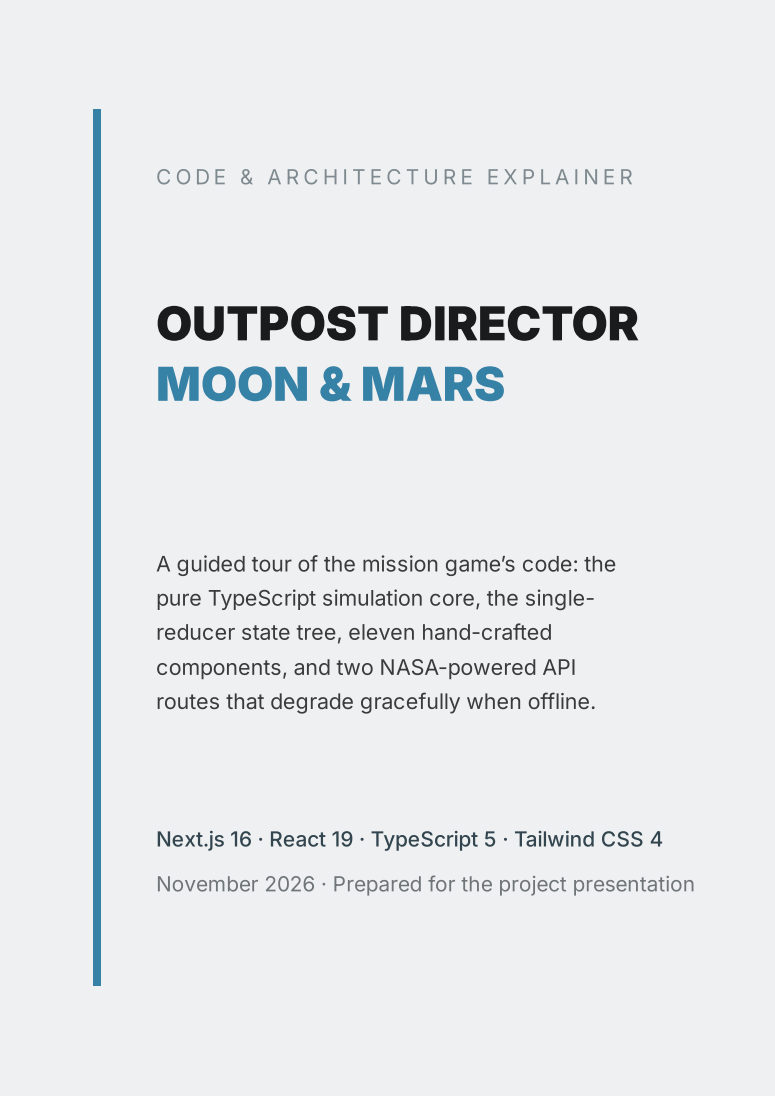 CODE & ARCHITECTURE EXPLAINER
OUTPOST DIRECTOR
MOON & MARS
A guided tour of the mission game’s code: the
pure TypeScript simulation core, the single-
reducer state tree, eleven hand-crafted
components, and two NASA-powered API
routes that degrade gracefully when offline.
Next.js 16 · React 19 · TypeScript 5 · Tailwind CSS 4
November 2026 · Prepared for the project presentation